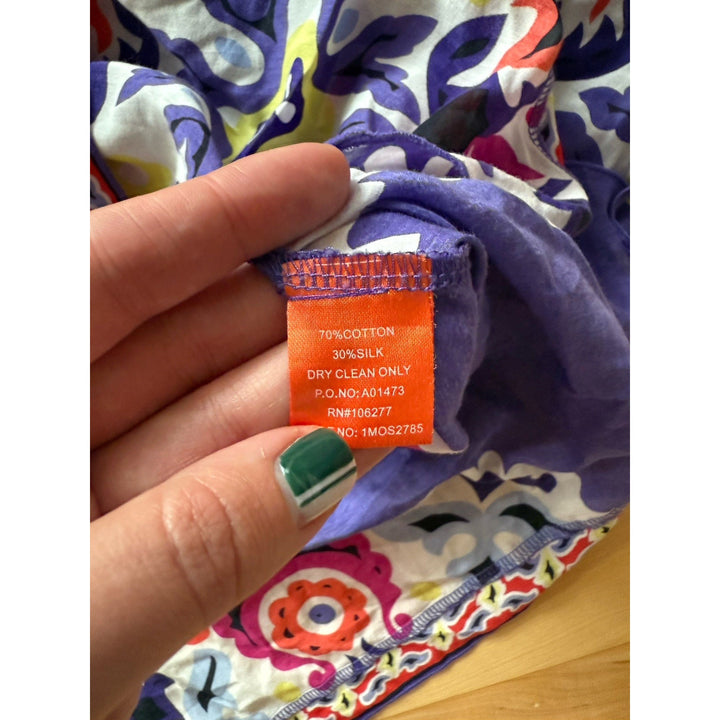 70%COTTON
30%SILK
DRY CLEAN ONLY
P.O.NO: A01473
RN#106277
NO: 1MOS2785